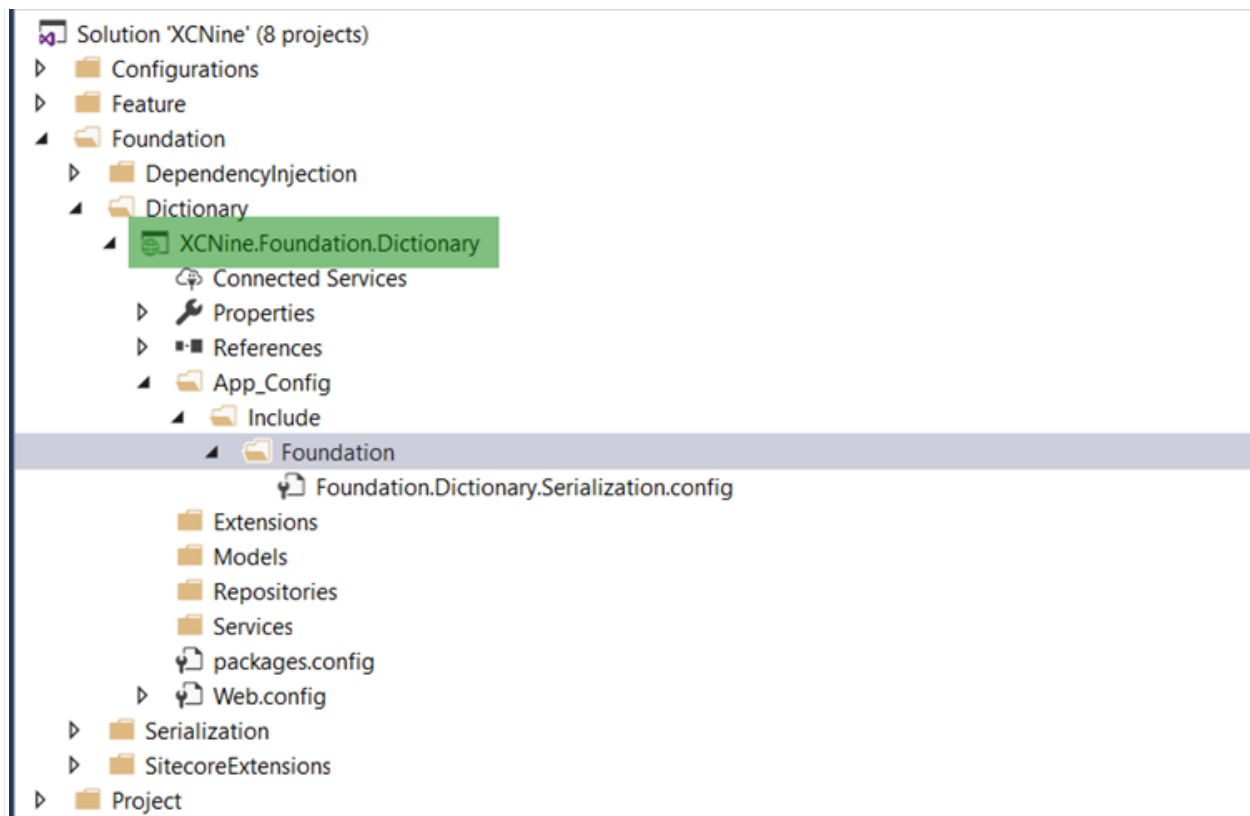 Solution 'XCNine' (8 projects)
Configurations
Feature
Foundation
DependencyInjection
Dictionary
XCNine.Foundation.Dictionary
Connected Services
Properties
References
App_Config
Include
Foundation
Foundation.Dictionary.Serialization.config
Extensions
Models
Repositories
Services
packages.config
Web.config
Serialization
SitecoreExtensions
Project